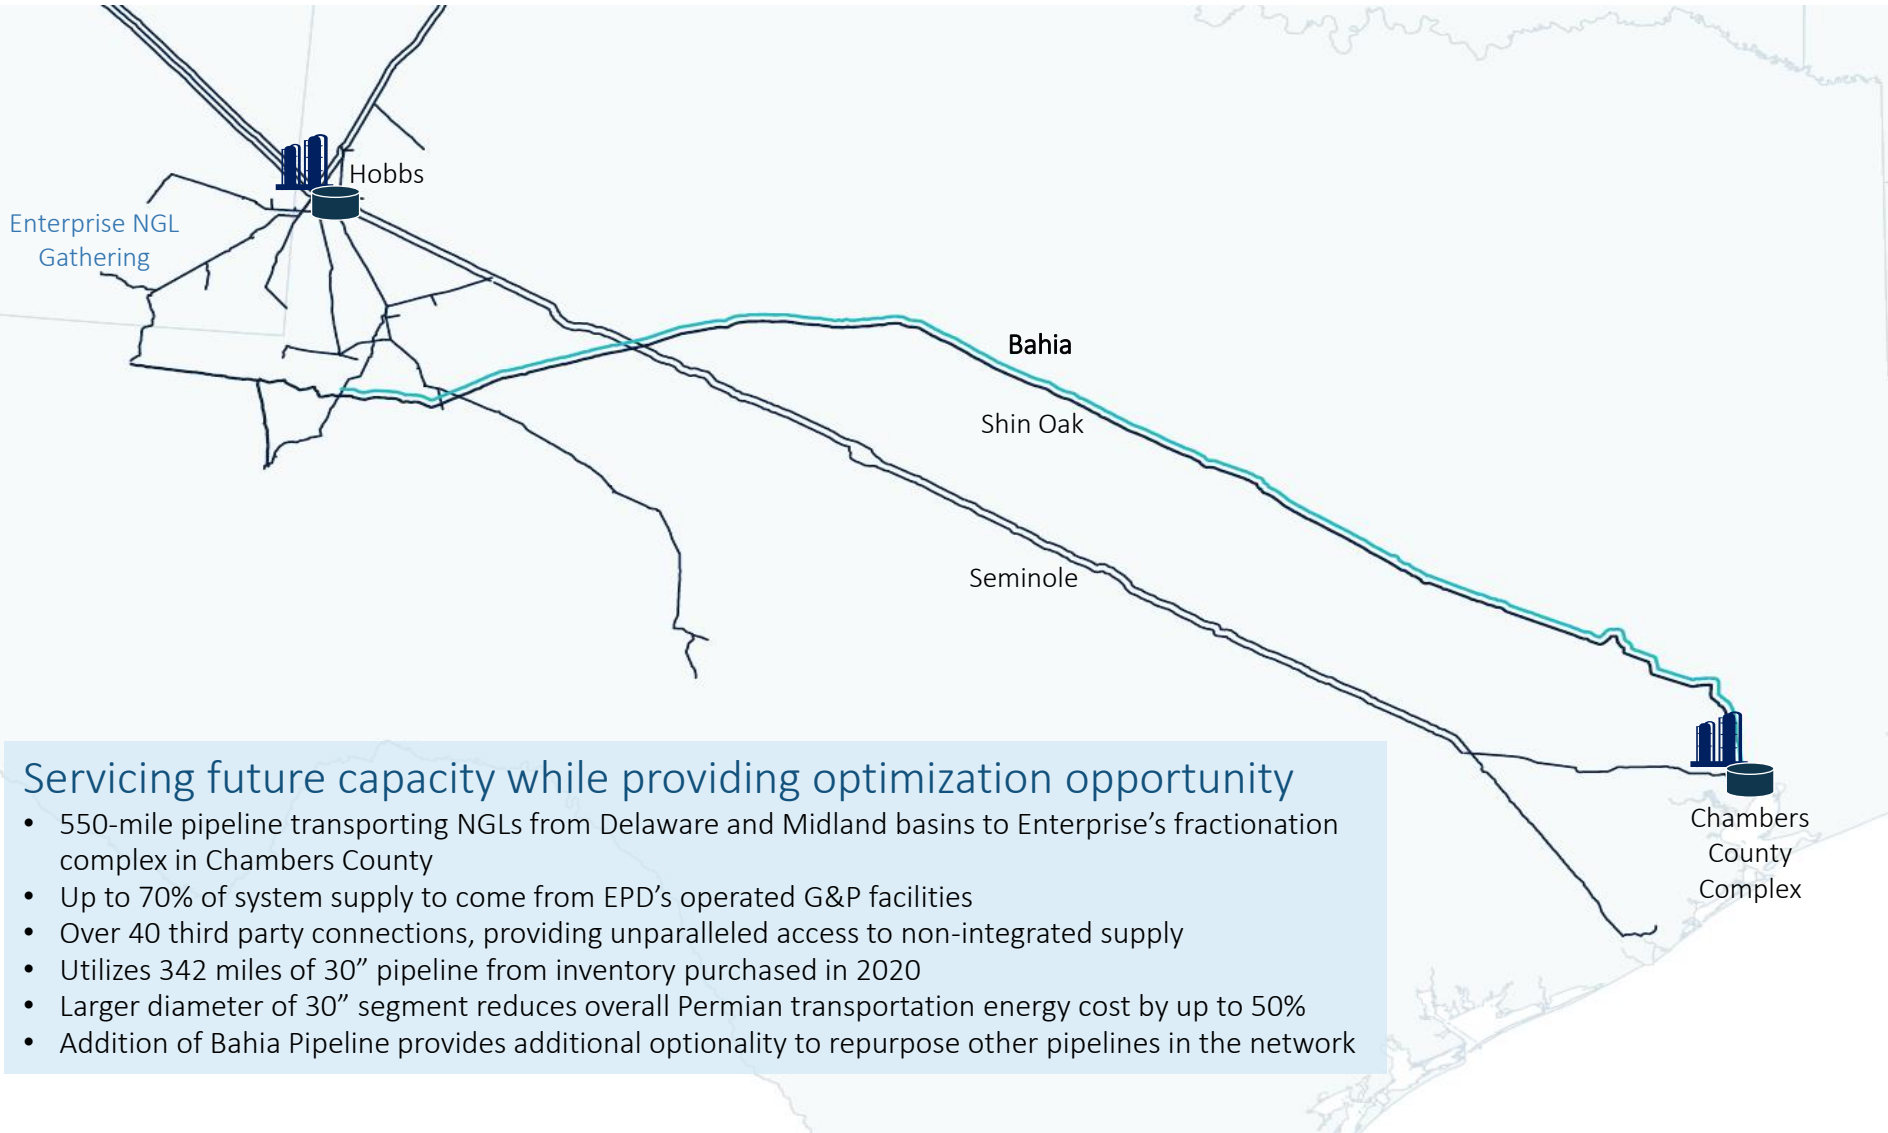 Hobbs
Enterprise NGL
Gathering
Bahia
Shin Oak
Seminole
Chambers
County
Complex
Servicing future capacity while providing optimization opportunity
• 550-mile pipeline transporting NGLs from Delaware and Midland basins to Enterprise’s fractionation
complex in Chambers County
• Up to 70% of system supply to come from EPD’s operated G&P facilities
• Over 40 third party connections, providing unparalleled access to non-integrated supply
• Utilizes 342 miles of 30” pipeline from inventory purchased in 2020
• Larger diameter of 30” segment reduces overall Permian transportation energy cost by up to 50%
• Addition of Bahia Pipeline provides additional optionality to repurpose other pipelines in the network